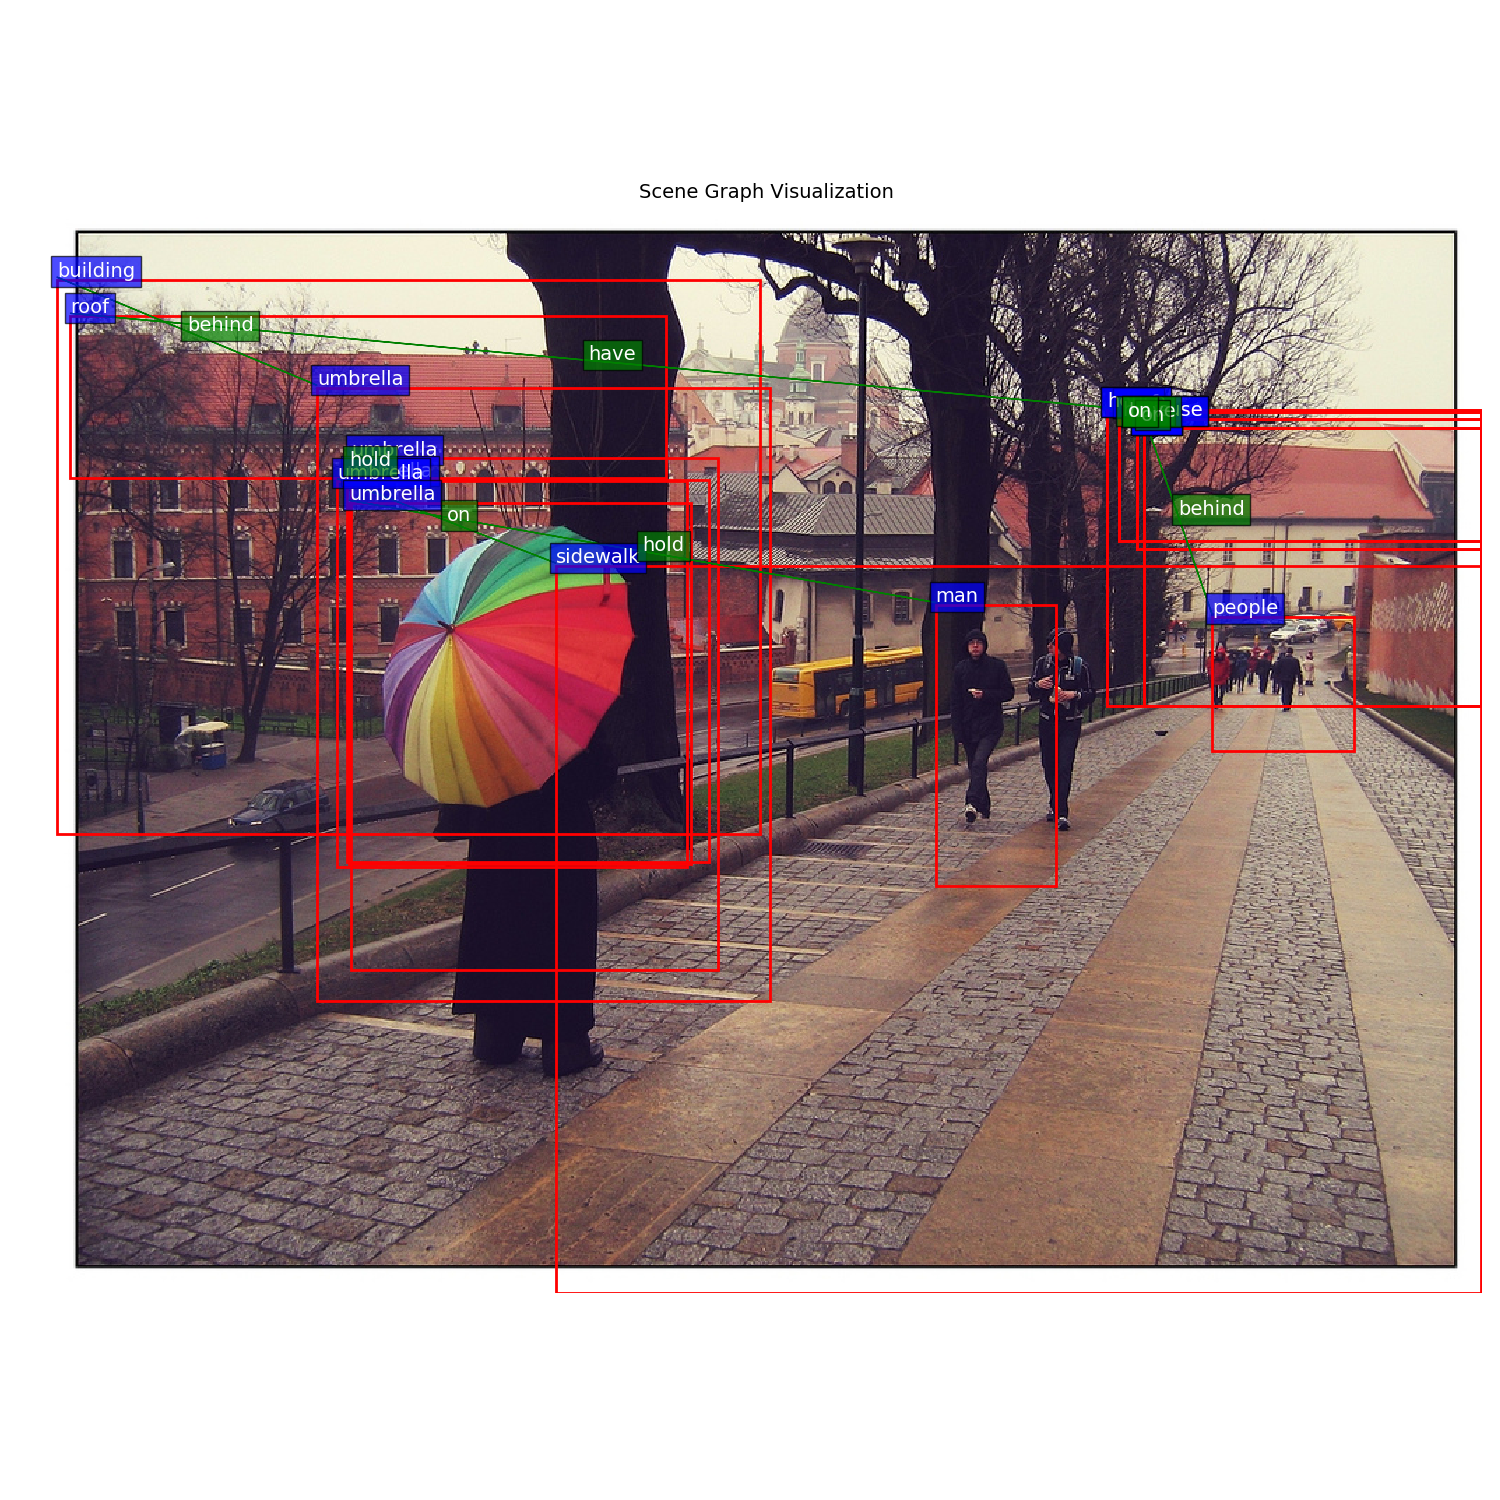 Scene Graph Visualization
building
roof
behind
have
umbrella
on
umbrella
hold
umbrella
umbrella
on
hold
sidewalk
behind
man
people